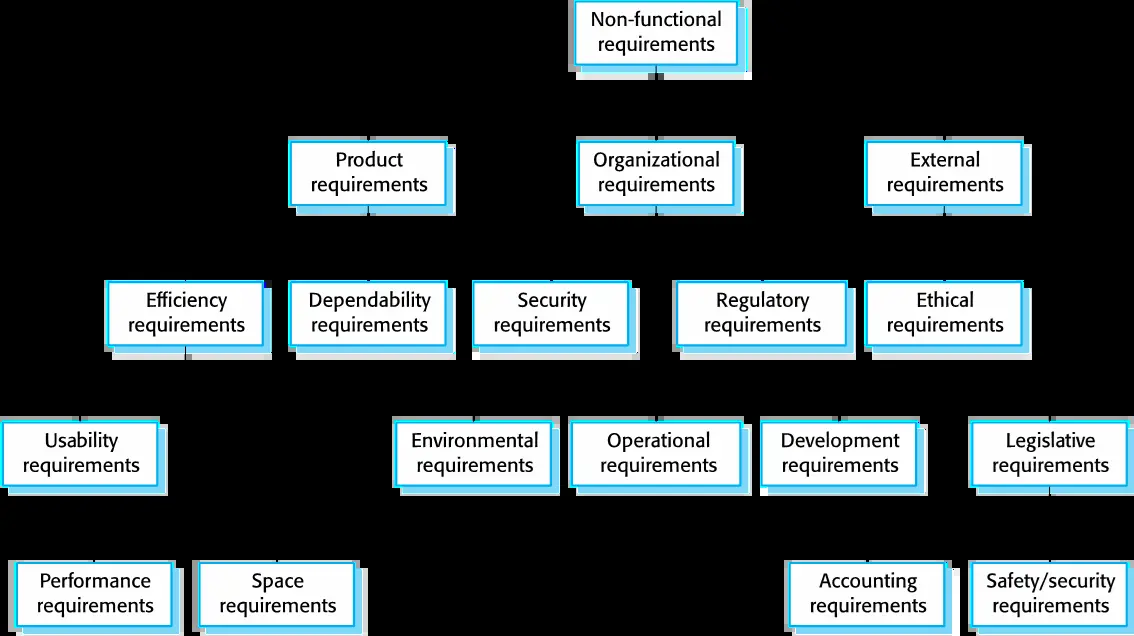 Non-functional
requirements
Product
requirements
Organizational
requirements
External
requirements
Efficiency
requirements
Dependability
requirements
Security
requirements
Regulatory
requirements
Ethical
requirements
Usability
requirements
Environmental
requirements
Operational
requirements
Development
requirements
Legislative
requirements
Performance
requirements
Space
requirements
Accounting
requirements
Safety/security
requirements